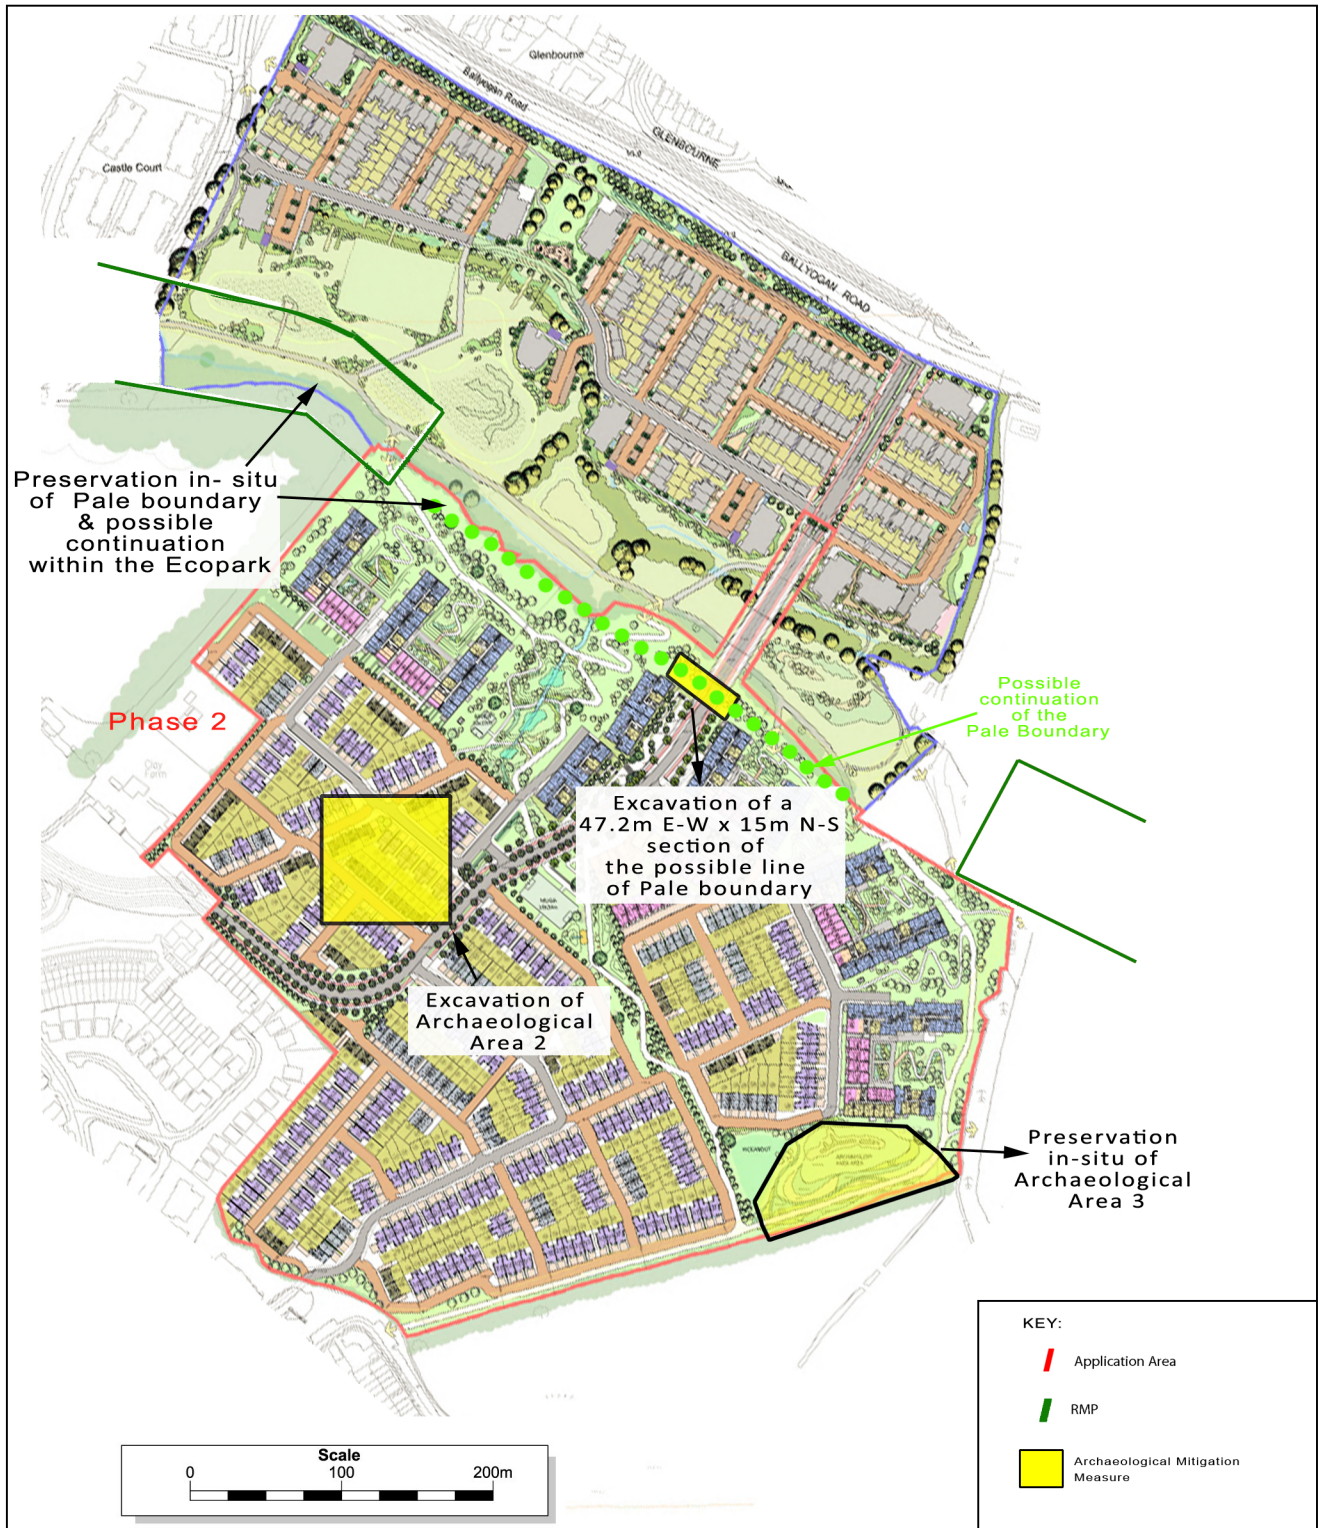 Glenbourne
Ballyogan Road
GLENBOURNE
Castle Court
BALLYOGAN ROAD
Preservation in- situ
of Pale boundary
& possible
continuation
within the Ecopark
Possible
continuation
of the
Pale Boundary
Phase 2
Clay
Farm
Excavation of a
47.2m E-W x 15m N-S
section of
the possible line
of Pale boundary
Excavation of
Archaeological
Area 2
Preservation
in-situ of
Archaeological
Area 3
KEY:
Application Area
RMP
Archaeological Mitigation
Measure
Scale
0
100
200m